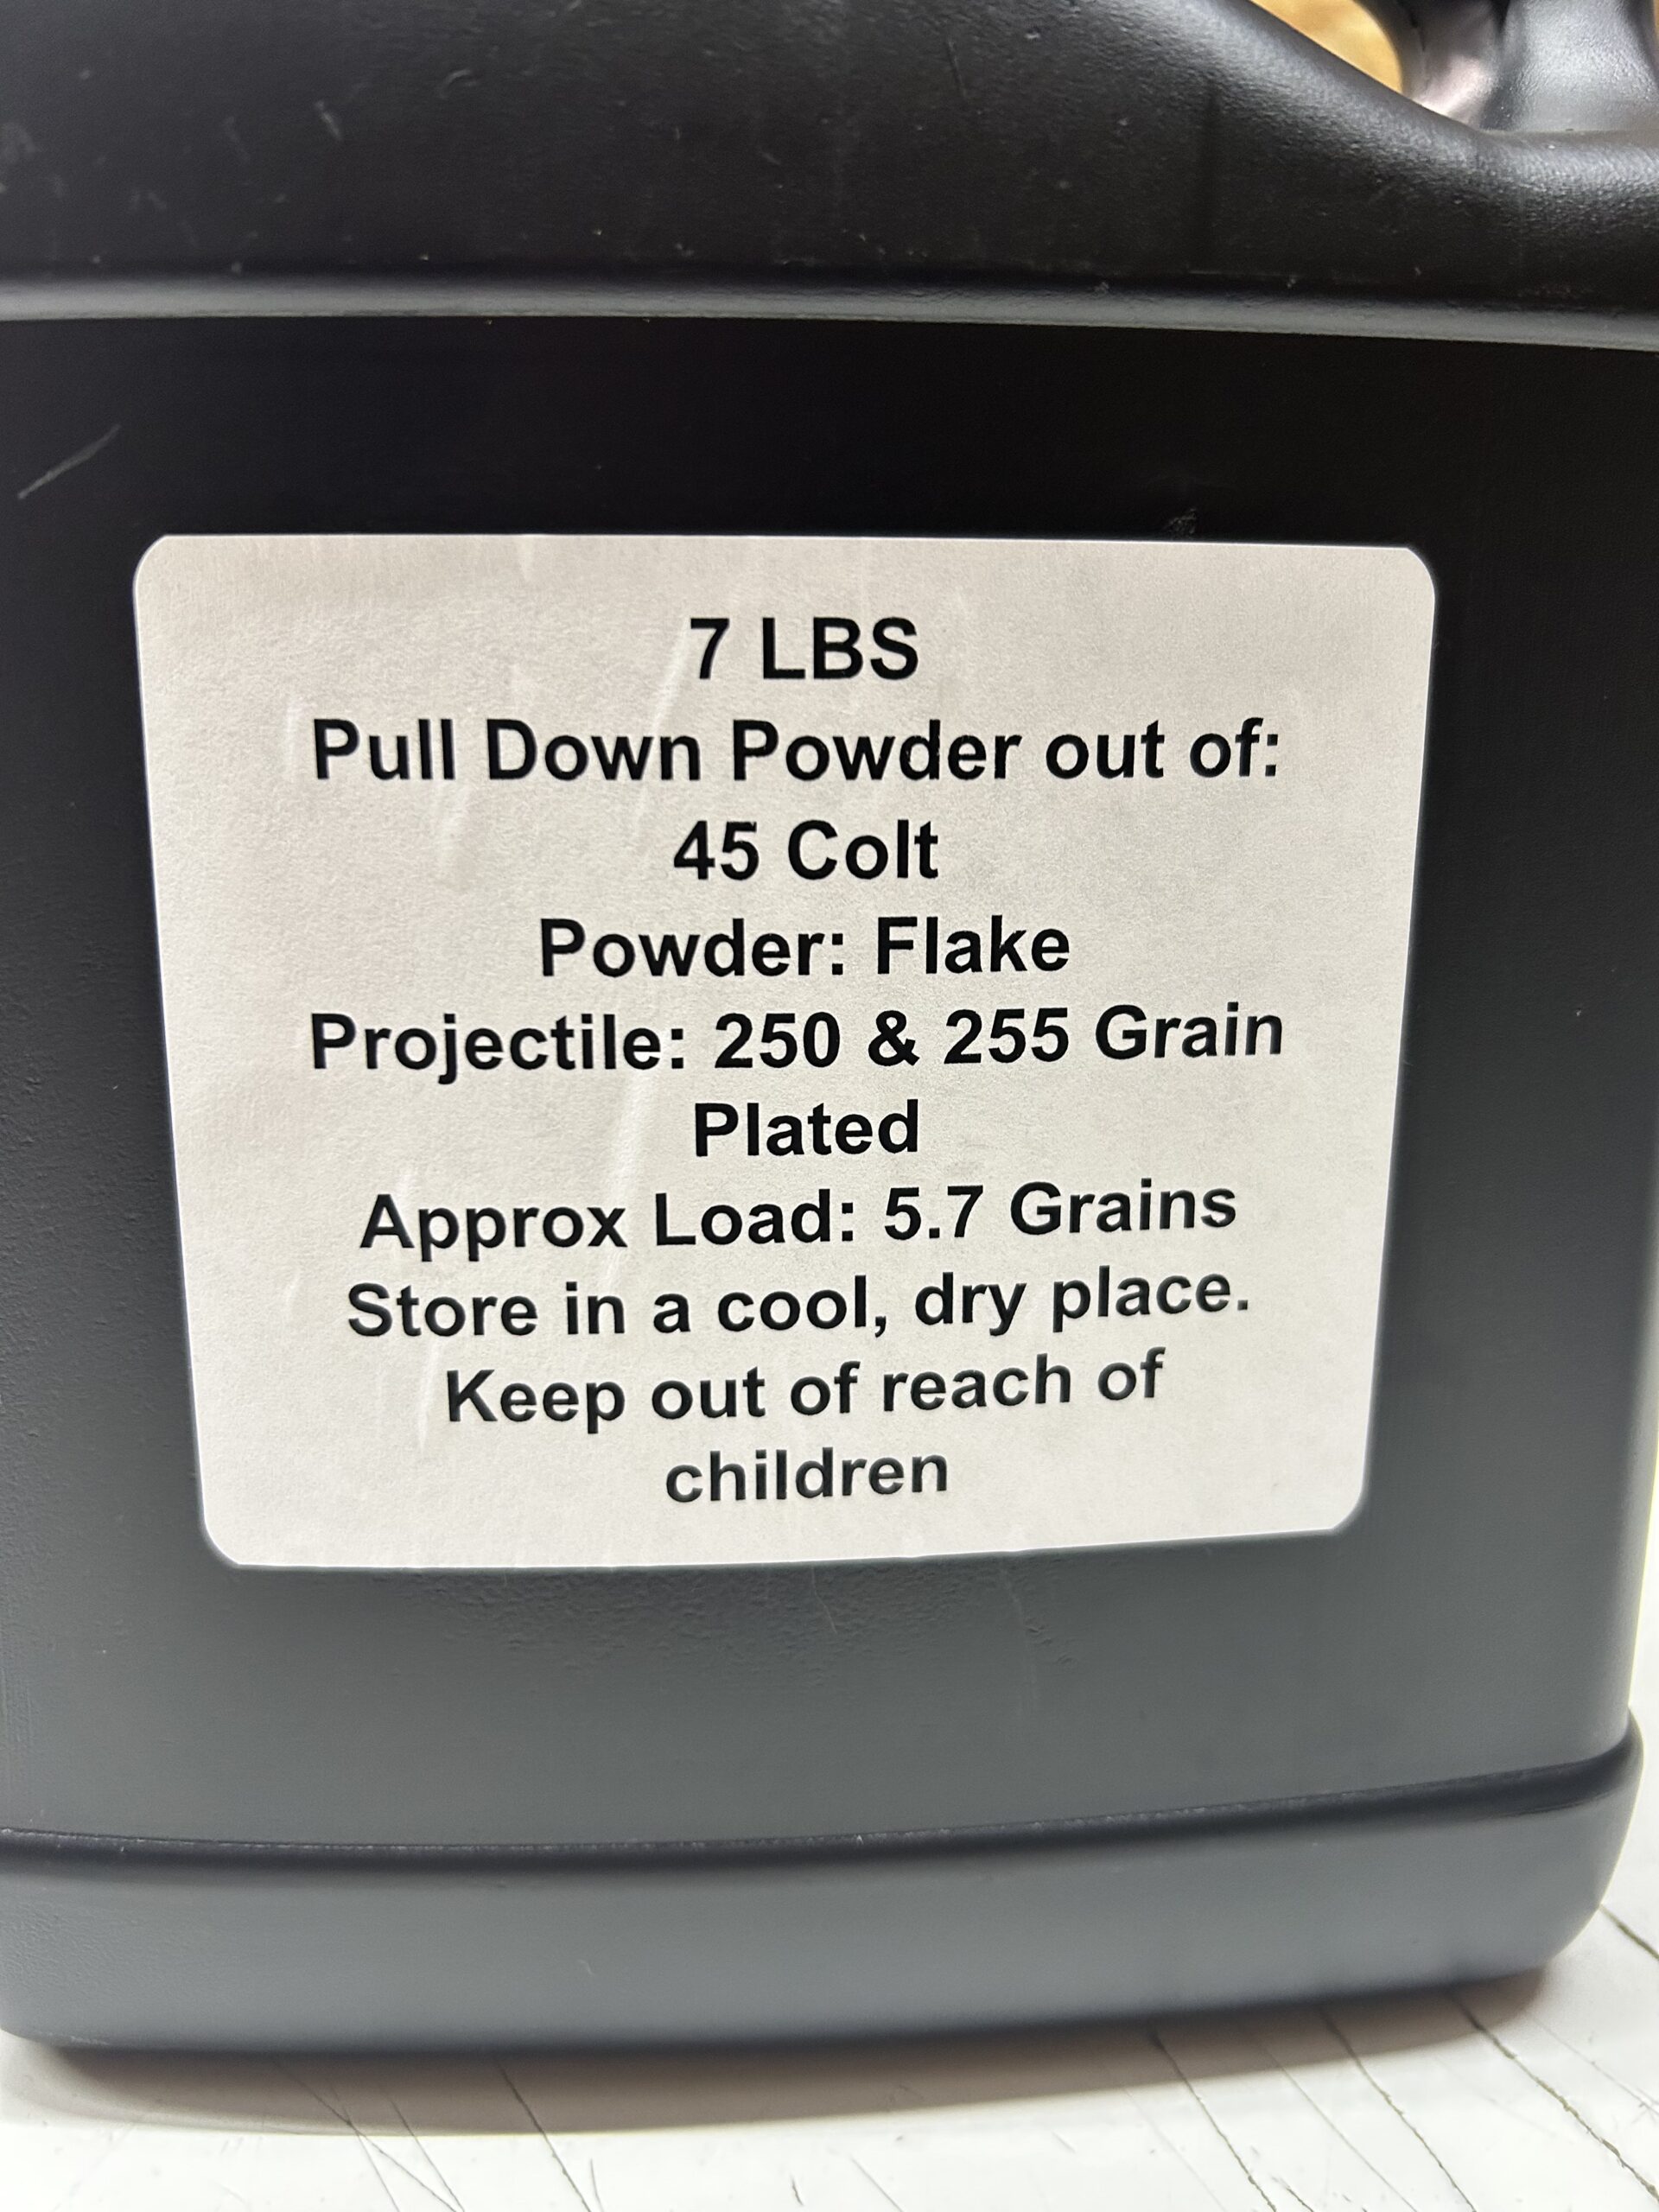 7 LBS
Pull Down Powder out of:
45 Colt
Powder: Flake
Projectile: 250 & 255 Grain
Plated
Approx Load: 5.7 Grains
Store in a cool, dry place.
Keep out of reach of
children